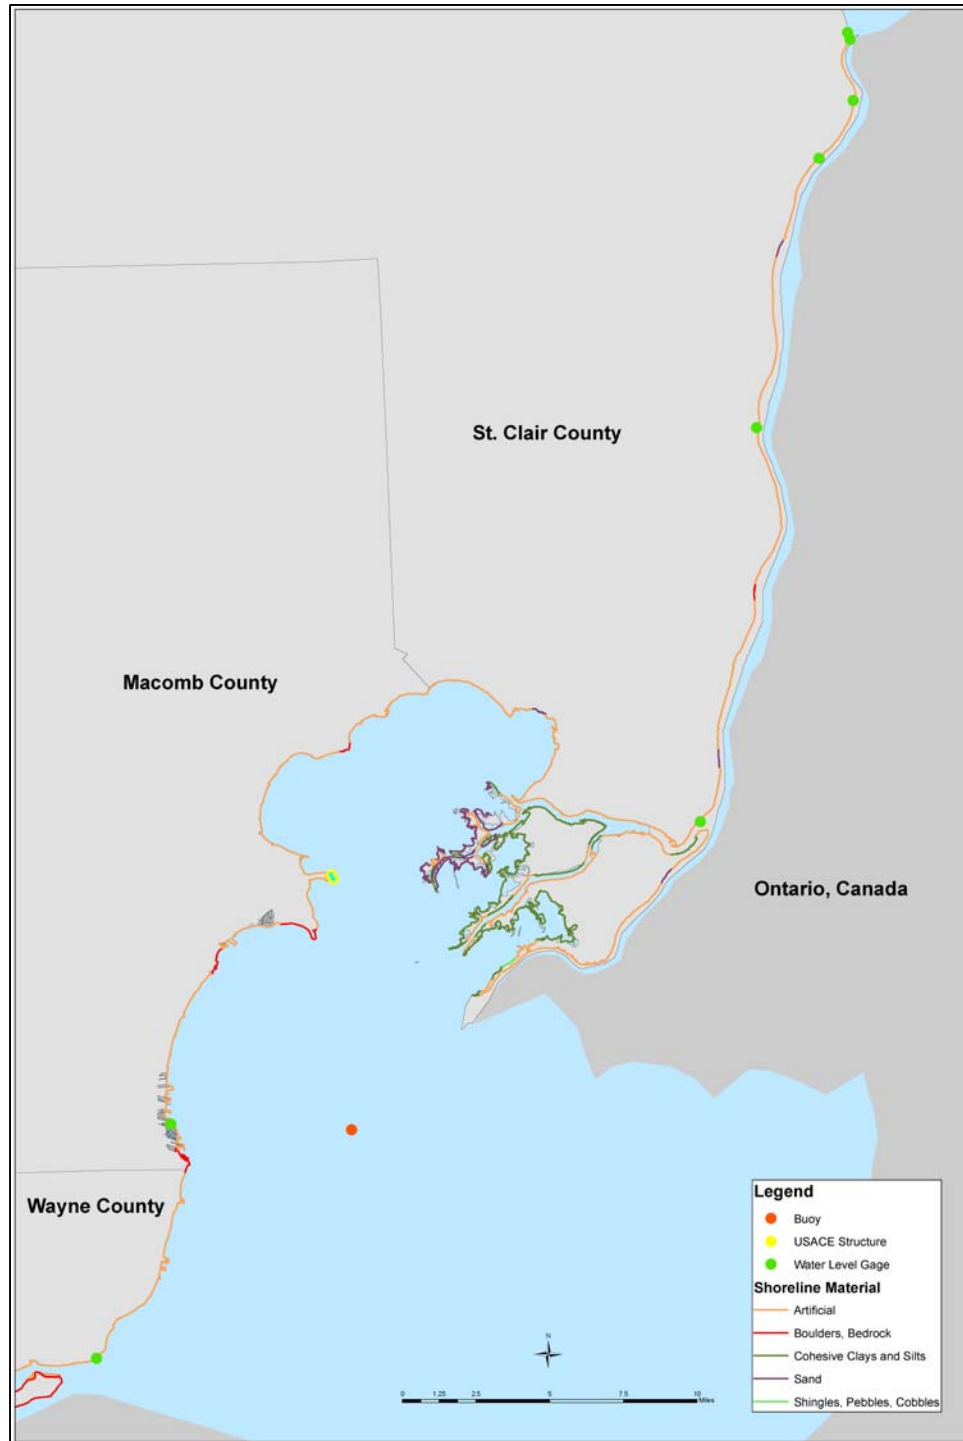 St. Clair County
Macomb County
Ontario, Canada
Wayne County
Legend
Buoy
USACE Structure
Water Level Gage
Shoreline Material
Artificial
Boulders, Bedrock
Cohesive Clays and Silts
Sand
Shingles, Pebbles, Cobbles
N
0 1.25 2.5 5 7.5 10
Miles